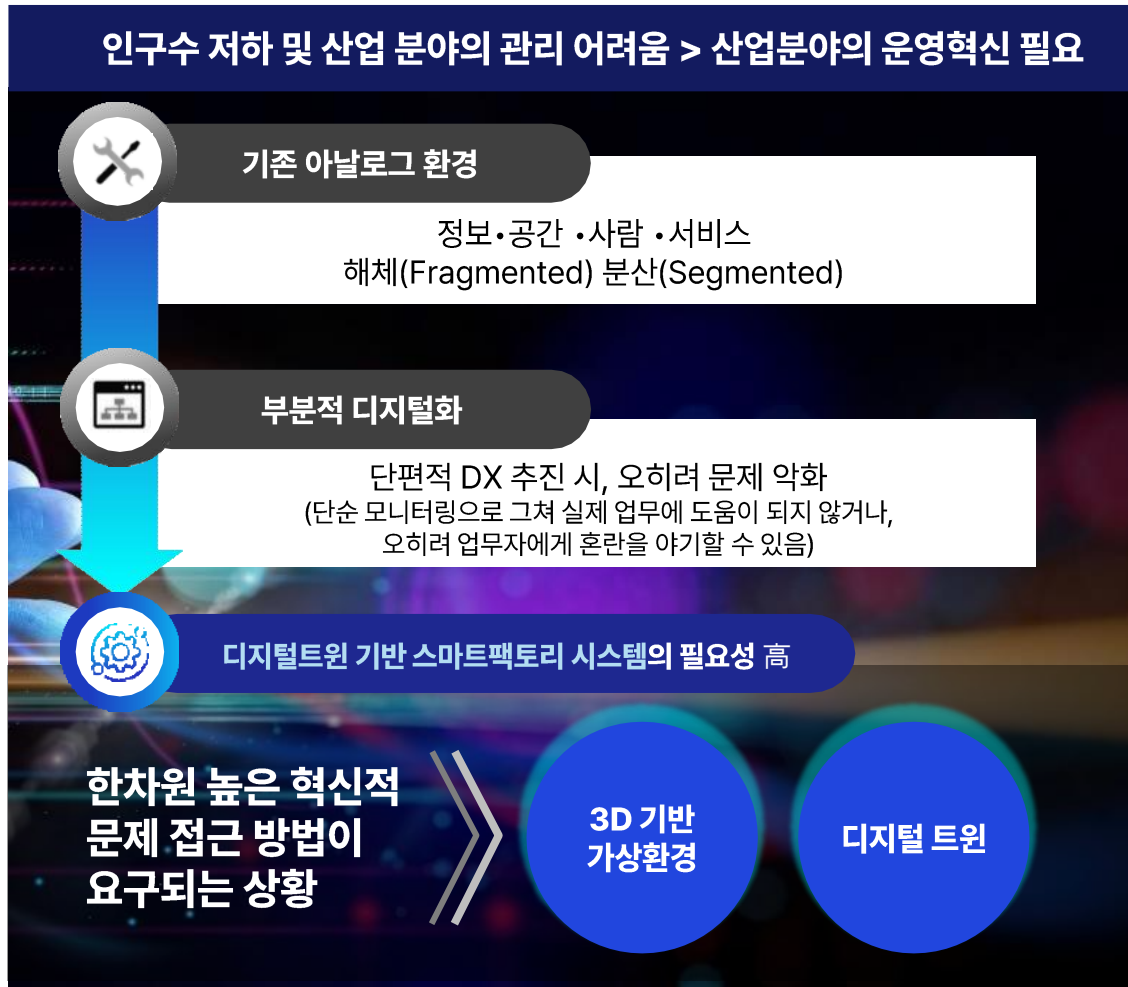 인구수 저하 및 산업 분야의 관리 어려움 > 산업분야의 운영혁신 필요
기존 아날로그 환경
정보•공간 •사람 •서비스
해체(Fragmented) 분산(Segmented)
부분적 디지털화
단편적 DX 추진 시, 오히려 문제 악화
(단순 모니터링으로 그쳐 실제 업무에 도움이 되지 않거나,
오히려 업무자에게 혼란을 야기할 수 있음)
디지털트윈 기반 스마트팩토리 시스템의 필요성 高
한차원 높은 혁신적
문제 접근 방법이
요구되는 상황
3D 기반
가상환경
디지털 트윈